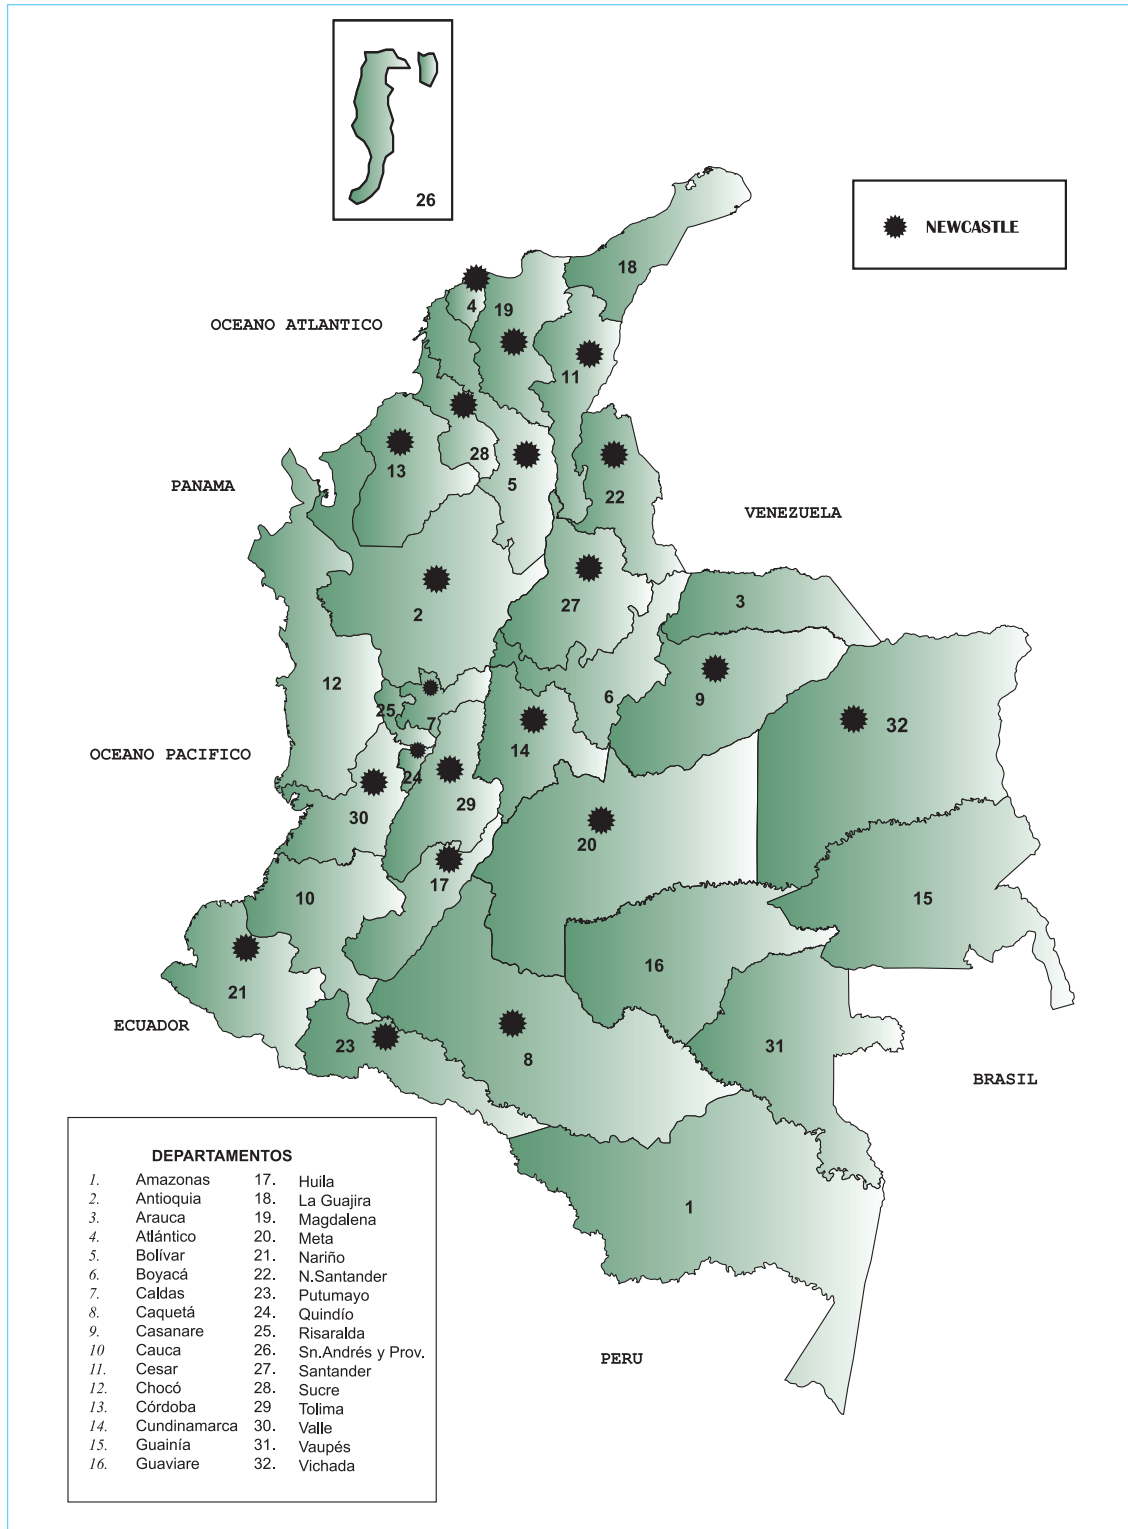 26
NEWCASTLE
18
4
19
OCEANO ATLANTICO
11
28
13
5
PANAMA
22
VENEZUELA
27
3
2
12
6
9
25
7
32
14
OCEANO PACIFICO
24
29
30
20
17
10
15
16
21
ECUADOR
23
8
31
BRASIL
1
PERU
DEPARTAMENTOS
1. Amazonas 17. Huila
2. Antioquia 18. La Guajira
3. Arauca 19. Magdalena
4. Atlántico 20. Meta
5. Bolívar 21. Nariño
6. Boyacá 22. N.Santander
7. Caldas 23. Putumayo
8. Caquetá 24. Quindío
9. Casanare 25. Risaralda
10 Cauca 26. Sn.Andrés y Prov.
11. Cesar 27. Santander
12. Chocó 28. Sucre
13. Córdoba 29 Tolima
14. Cundinamarca 30. Valle
15. Guainía 31. Vaupés
16. Guaviare 32. Vichada